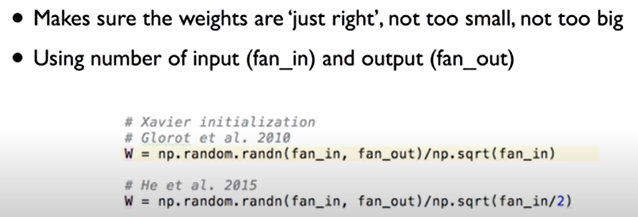 • Makes sure the weights are ‘just right’, not too small, not too big
• Using number of input (fan_in) and output (fan_out)
# Xavier initialization
# Glorot et al. 2010
W = np.random.randn(fan_in, fan_out)/np.sqrt(fan_in)
# He et al. 2015
W = np.random.randn(fan_in, fan_out)/np.sqrt(fan_in/2)